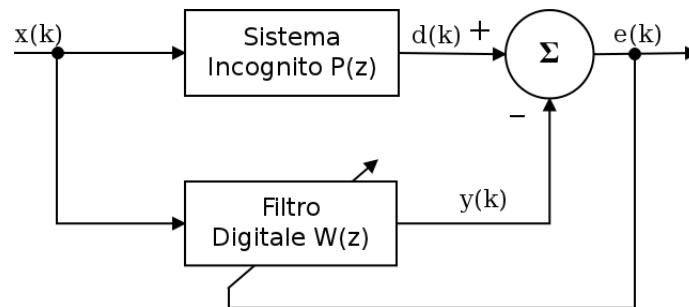 x(k)
Sistema
Incognito P(z)
d(k) +
Σ
e(k)
−
Filtro
Digitale W(z)
y(k)